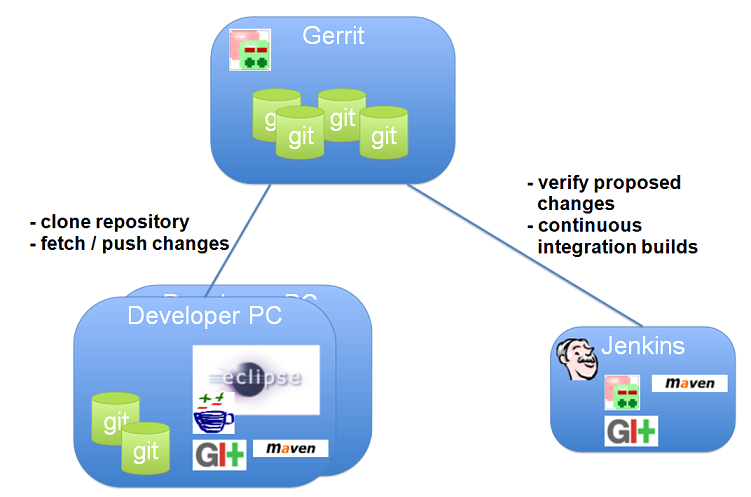 Gerrit
git
git
git
- clone repository
- fetch / push changes
- verify proposed
changes
- continuous
integration builds
Developer PC
eclipse
git
git
GIt
maven
Jenkins
maven
GIt